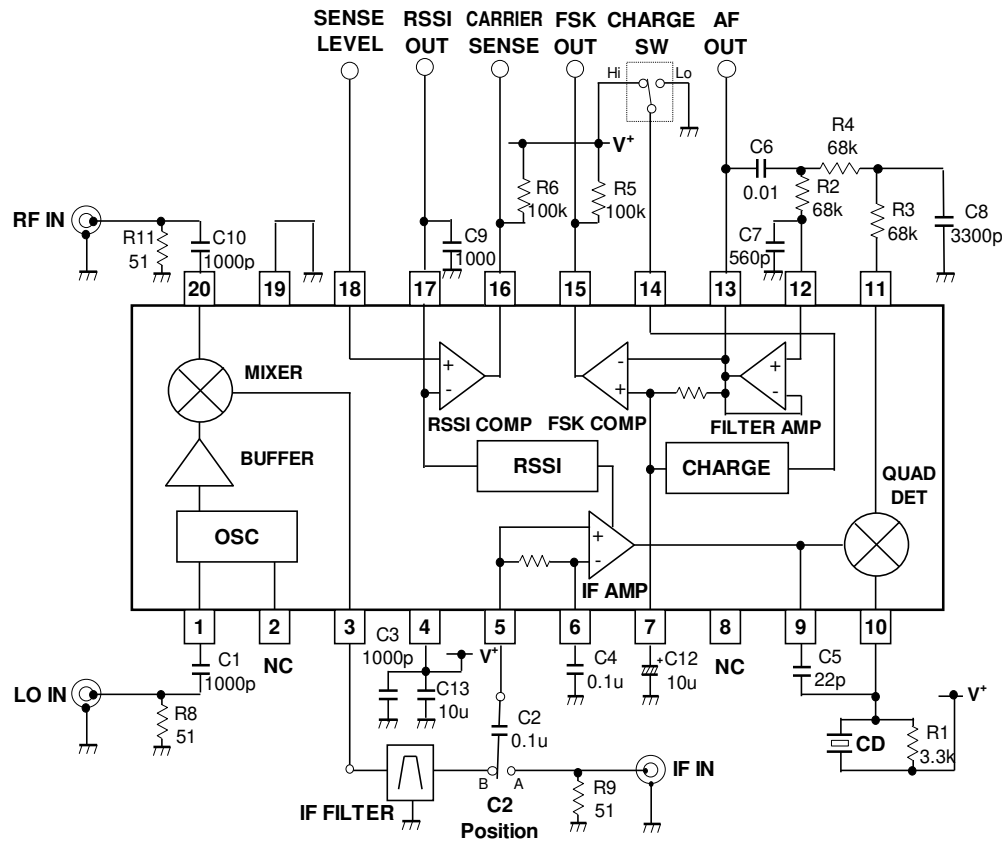 SENSE LEVEL
RSSI OUT
CARRIER SENSE
FSK OUT
CHARGE SW
AF OUT
Hi
Lo
V+
R6
100k
R5
100k
C6
0.01
R4
68k
R2
68k
R3
68k
C8
3300p
C7
560p
RF IN
R11
51
C10
1000p
C9
1000
20
19
18
17
16
15
14
13
12
11
MIXER
BUFFER
OSC
+
-
RSSI COMP
-
+
FSK COMP
+
-
FILTER AMP
RSSI
CHARGE
QUAD DET
+
-
IF AMP
1
2
3
4
5
6
7
8
9
10
C1
1000p
NC
C3
1000p
V+
C13
10u
C4
0.1u
+
C12
10u
NC
C5
22p
LO IN
R8
51
C2
0.1u
V+
CD
R1
3.3k
IF FILTER
B
A
C2
Position
R9
51
IF IN